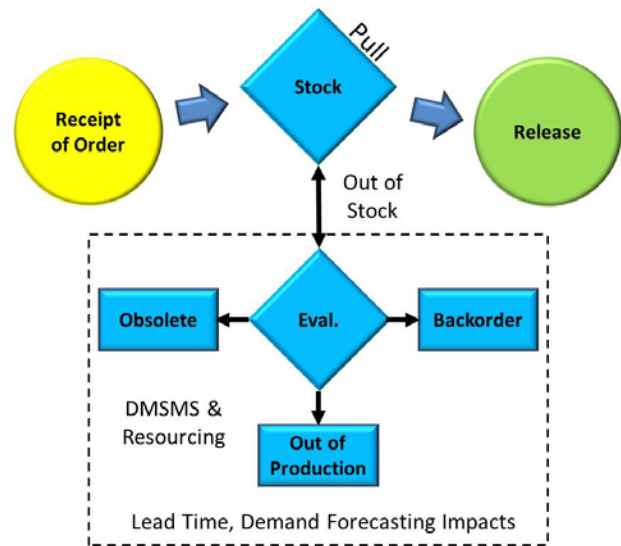 Pull
Stock
Receipt
of Order
Release
Out of
Stock
Obsolete
Eval.
Backorder
DMSMS &
Resourcing
Out of
Production
Lead Time, Demand Forecasting Impacts